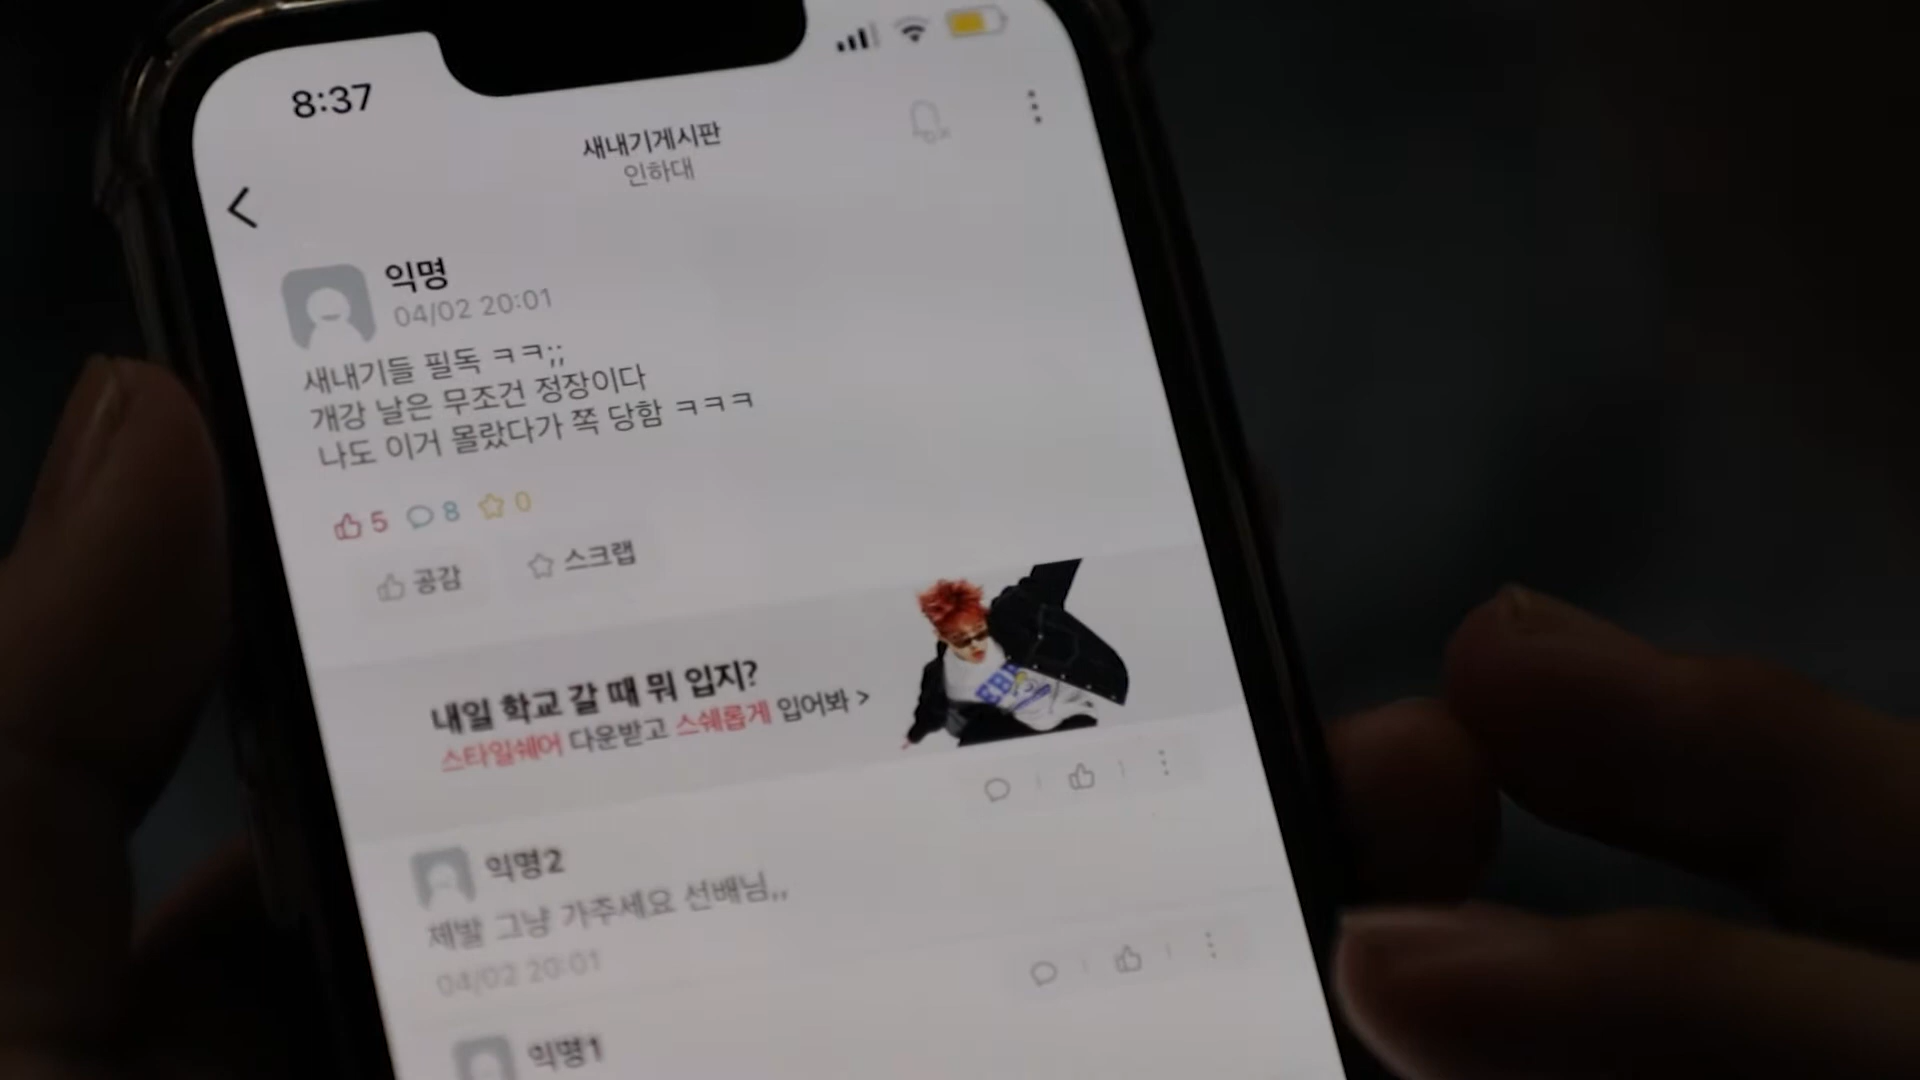 8:37
새내기게시판
인하대
익명
04/02 20:01
새내기들 필독 ㅋㅋ;;
개강 날은 무조건 정장이다
나도 이거 몰랐다가 쪽 당함 ㅋㅋㅋ
5 8 0
공감 스크랩
내일 학교 갈 때 뭐 입지?
스타일쉐어 다운받고 스쉐롭게 입어봐 >
익명2
제발 그냥 가주세요 선배님,,
04/02 20:01
익명1